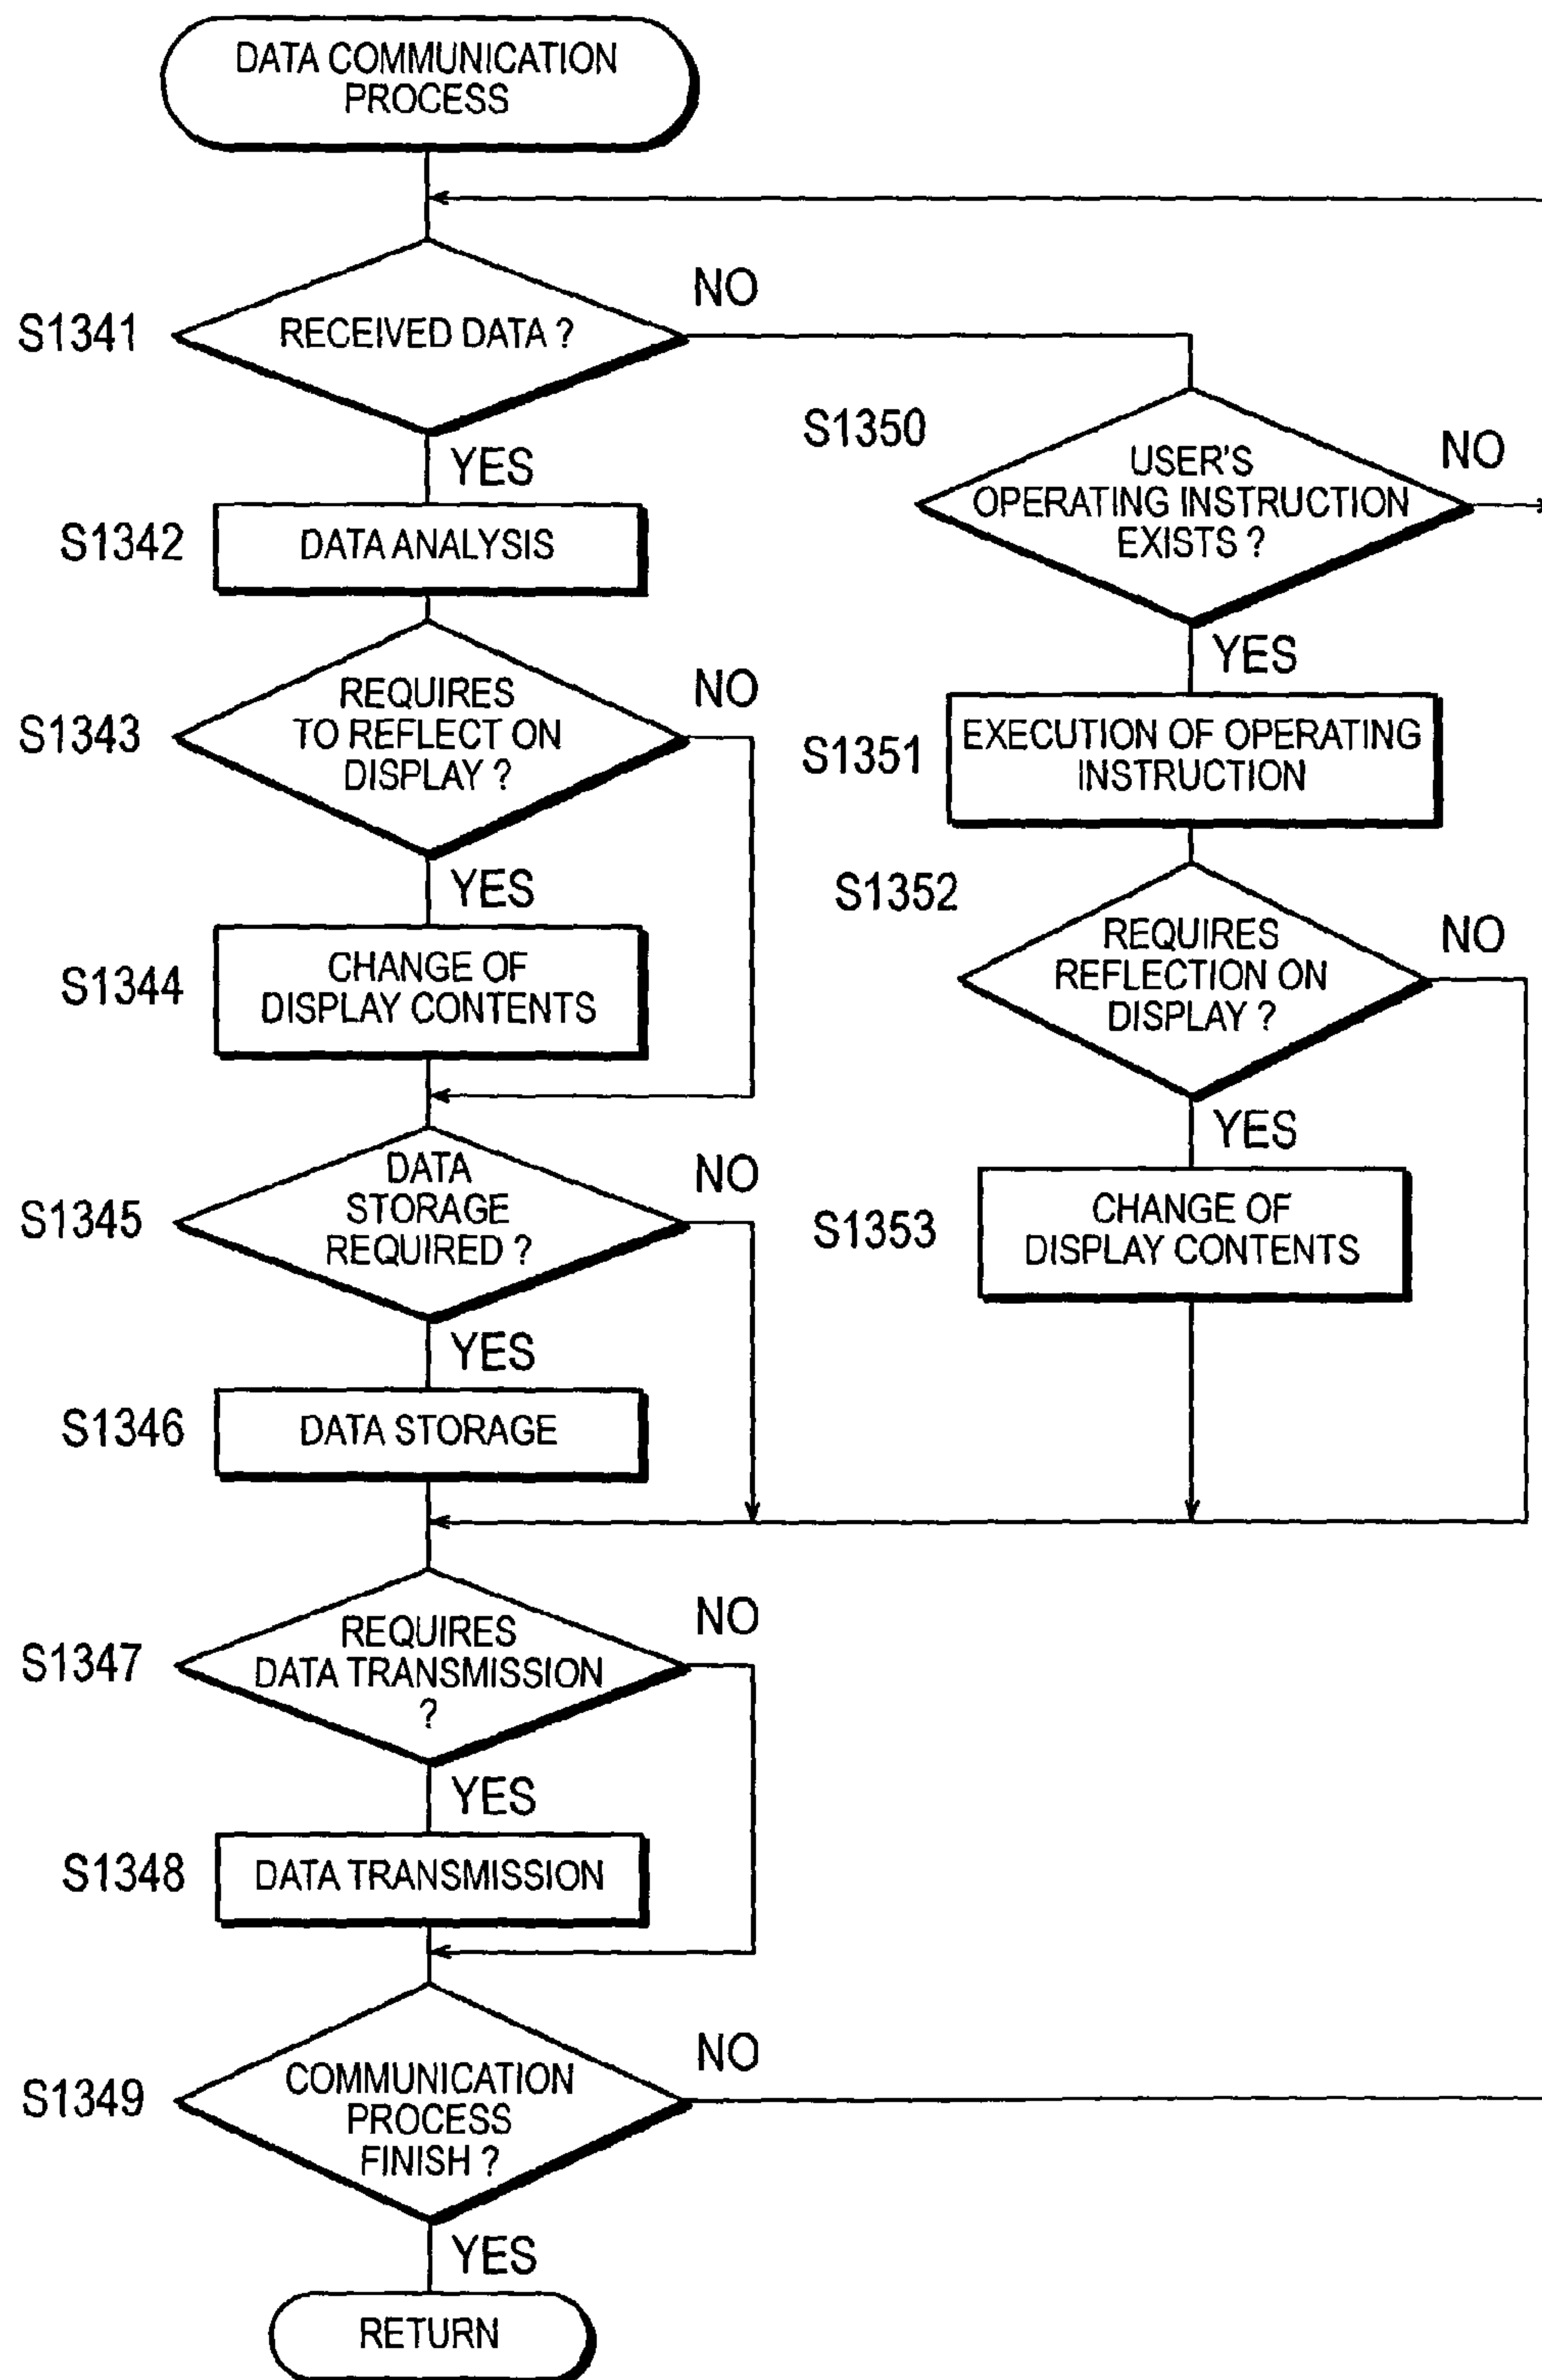 DATA COMMUNICATION
PROCESS
S1341
RECEIVED DATA ?
NO
YES
S1342
DATA ANALYSIS
S1343
REQUIRES
TO REFLECT ON
DISPLAY ?
NO
YES
S1344
CHANGE OF
DISPLAY CONTENTS
S1345
DATA
STORAGE
REQUIRED ?
NO
YES
S1346
DATA STORAGE
S1350
USER'S
OPERATING INSTRUCTION
EXISTS ?
NO
YES
S1351
EXECUTION OF OPERATING
INSTRUCTION
S1352
REQUIRES
REFLECTION ON
DISPLAY ?
NO
YES
S1353
CHANGE OF
DISPLAY CONTENTS
S1347
REQUIRES
DATA TRANSMISSION
?
NO
YES
S1348
DATA TRANSMISSION
S1349
COMMUNICATION
PROCESS
FINISH ?
NO
YES
RETURN